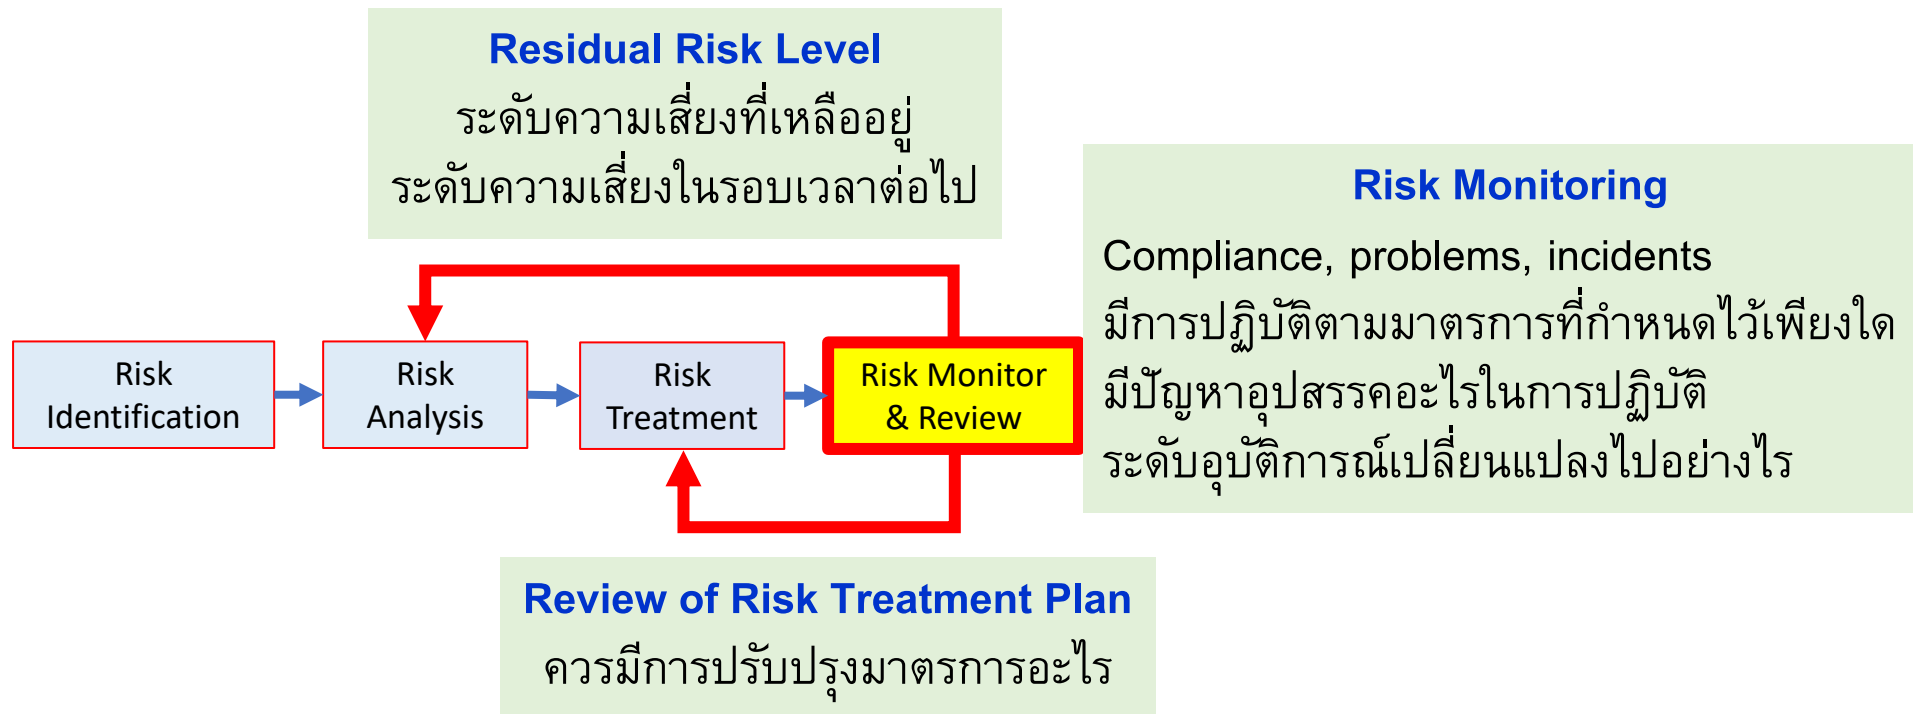 Residual Risk Level
ระดับความเสี่ยงที่เหลืออยู่
ระดับความเสี่ยงในรอบเวลาต่อไป
Risk Monitoring
Compliance, problems, incidents
มีการปฏิบัติตามมาตรการที่กำหนดไว้เพียงใด
มีปัญหาอุปสรรคอะไรในการปฏิบัติ
ระดับอุบัติการณ์เปลี่ยนแปลงไปอย่างไร
Risk
Identification
Risk
Analysis
Risk
Treatment
Risk Monitor
& Review
Review of Risk Treatment Plan
ควรมีการปรับปรุงมาตรการอะไร